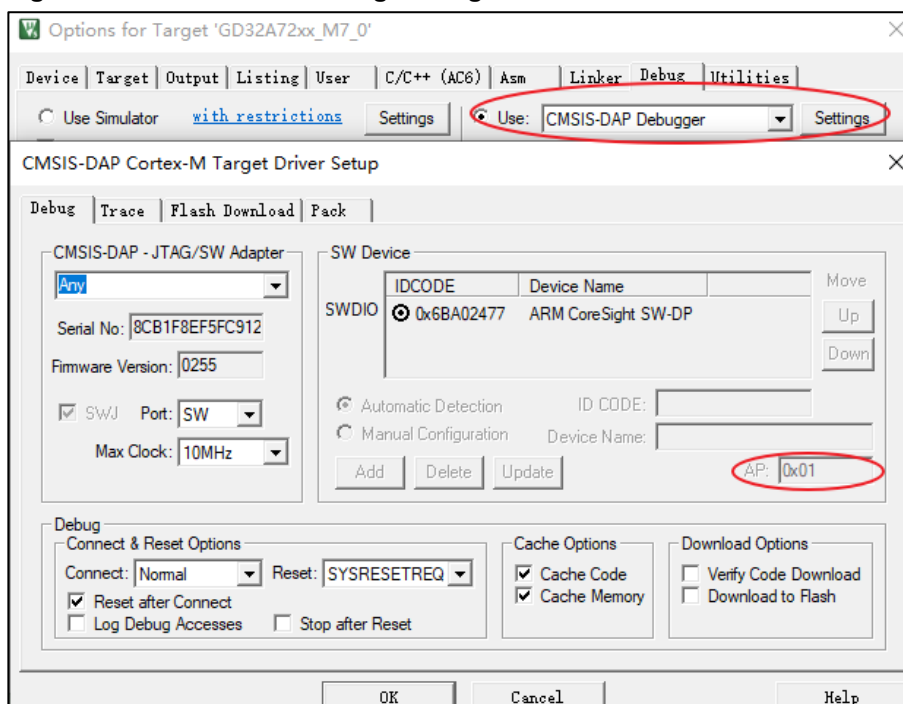 Options for Target 'GD32A72xx_M7_0'
Device Target Output Listing User C/C++ (AC6) Asm Linker Debug Utilities
Use Simulator with restrictions Settings Use: CMSIS-DAP Debugger Settings
CMSIS-DAP Cortex-M Target Driver Setup
Debug Trace Flash Download Pack
CMSIS-DAP - JTAG/SW Adapter
Any
Serial No: 8CB1F8EF5FC912
Firmware Version: 0255
SWJ Port: SW
Max Clock: 10MHz
SW Device
IDCODE Device Name Move
SWDIO 0x6BA02477 ARM CoreSight SW-DP Up
Down
Automatic Detection ID CODE:
Manual Configuration Device Name:
Add Delete Update AP: 0x01
Debug
Connect & Reset Options
Connect: Normal Reset: SYSRESETREQ
Reset after Connect
Log Debug Accesses Stop after Reset
Cache Options
Cache Code
Cache Memory
Download Options
Verify Code Download
Download to Flash
OK Cancel Help